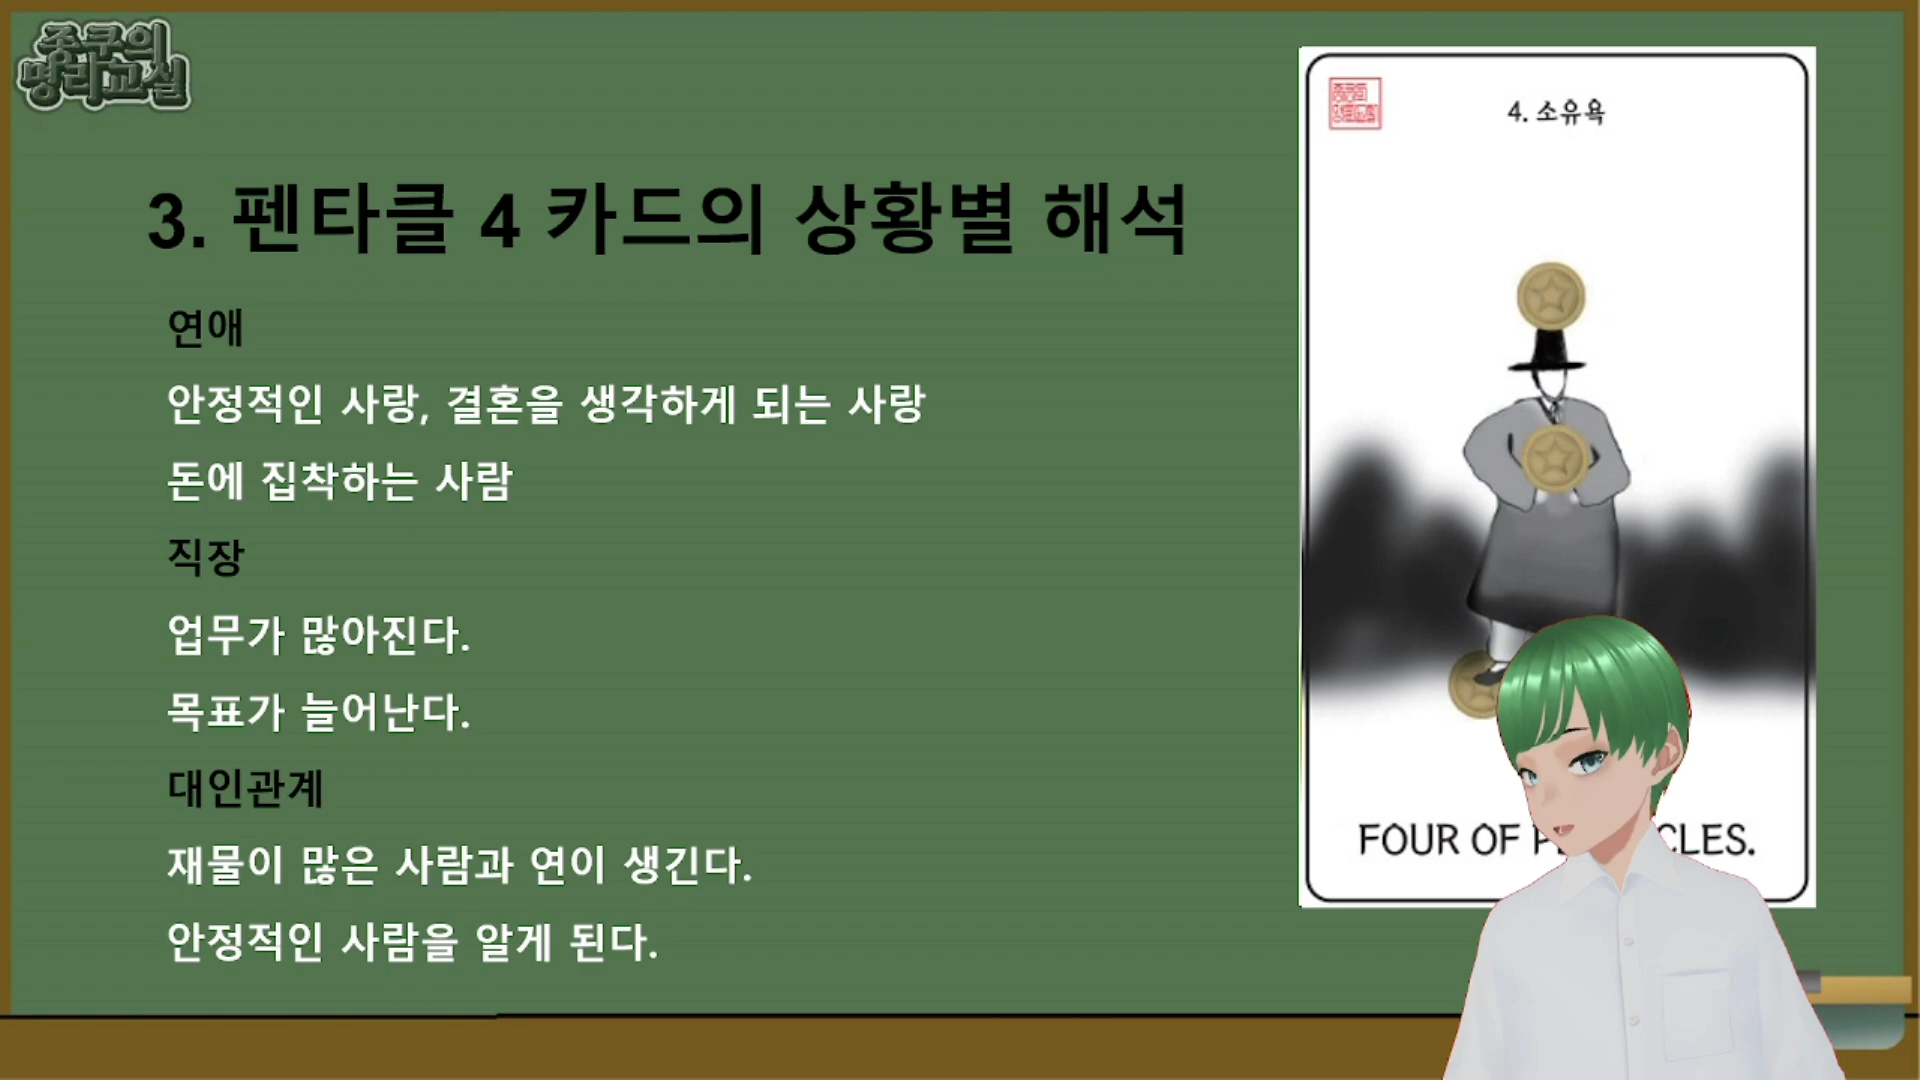 종쿠의
명리교실
4. 소유욕
3. 펜타클 4 카드의 상황별 해석
연애
안정적인 사랑, 결혼을 생각하게 되는 사랑
돈에 집착하는 사람
직장
업무가 많아진다.
목표가 늘어난다.
대인관계
재물이 많은 사람과 연이 생긴다.
안정적인 사람을 알게 된다.
FOUR OF